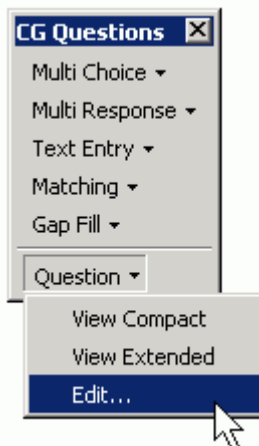 CG Questions
Multi Choice
Multi Response
Text Entry
Matching
Gap Fill
Question
View Compact
View Extended
Edit...